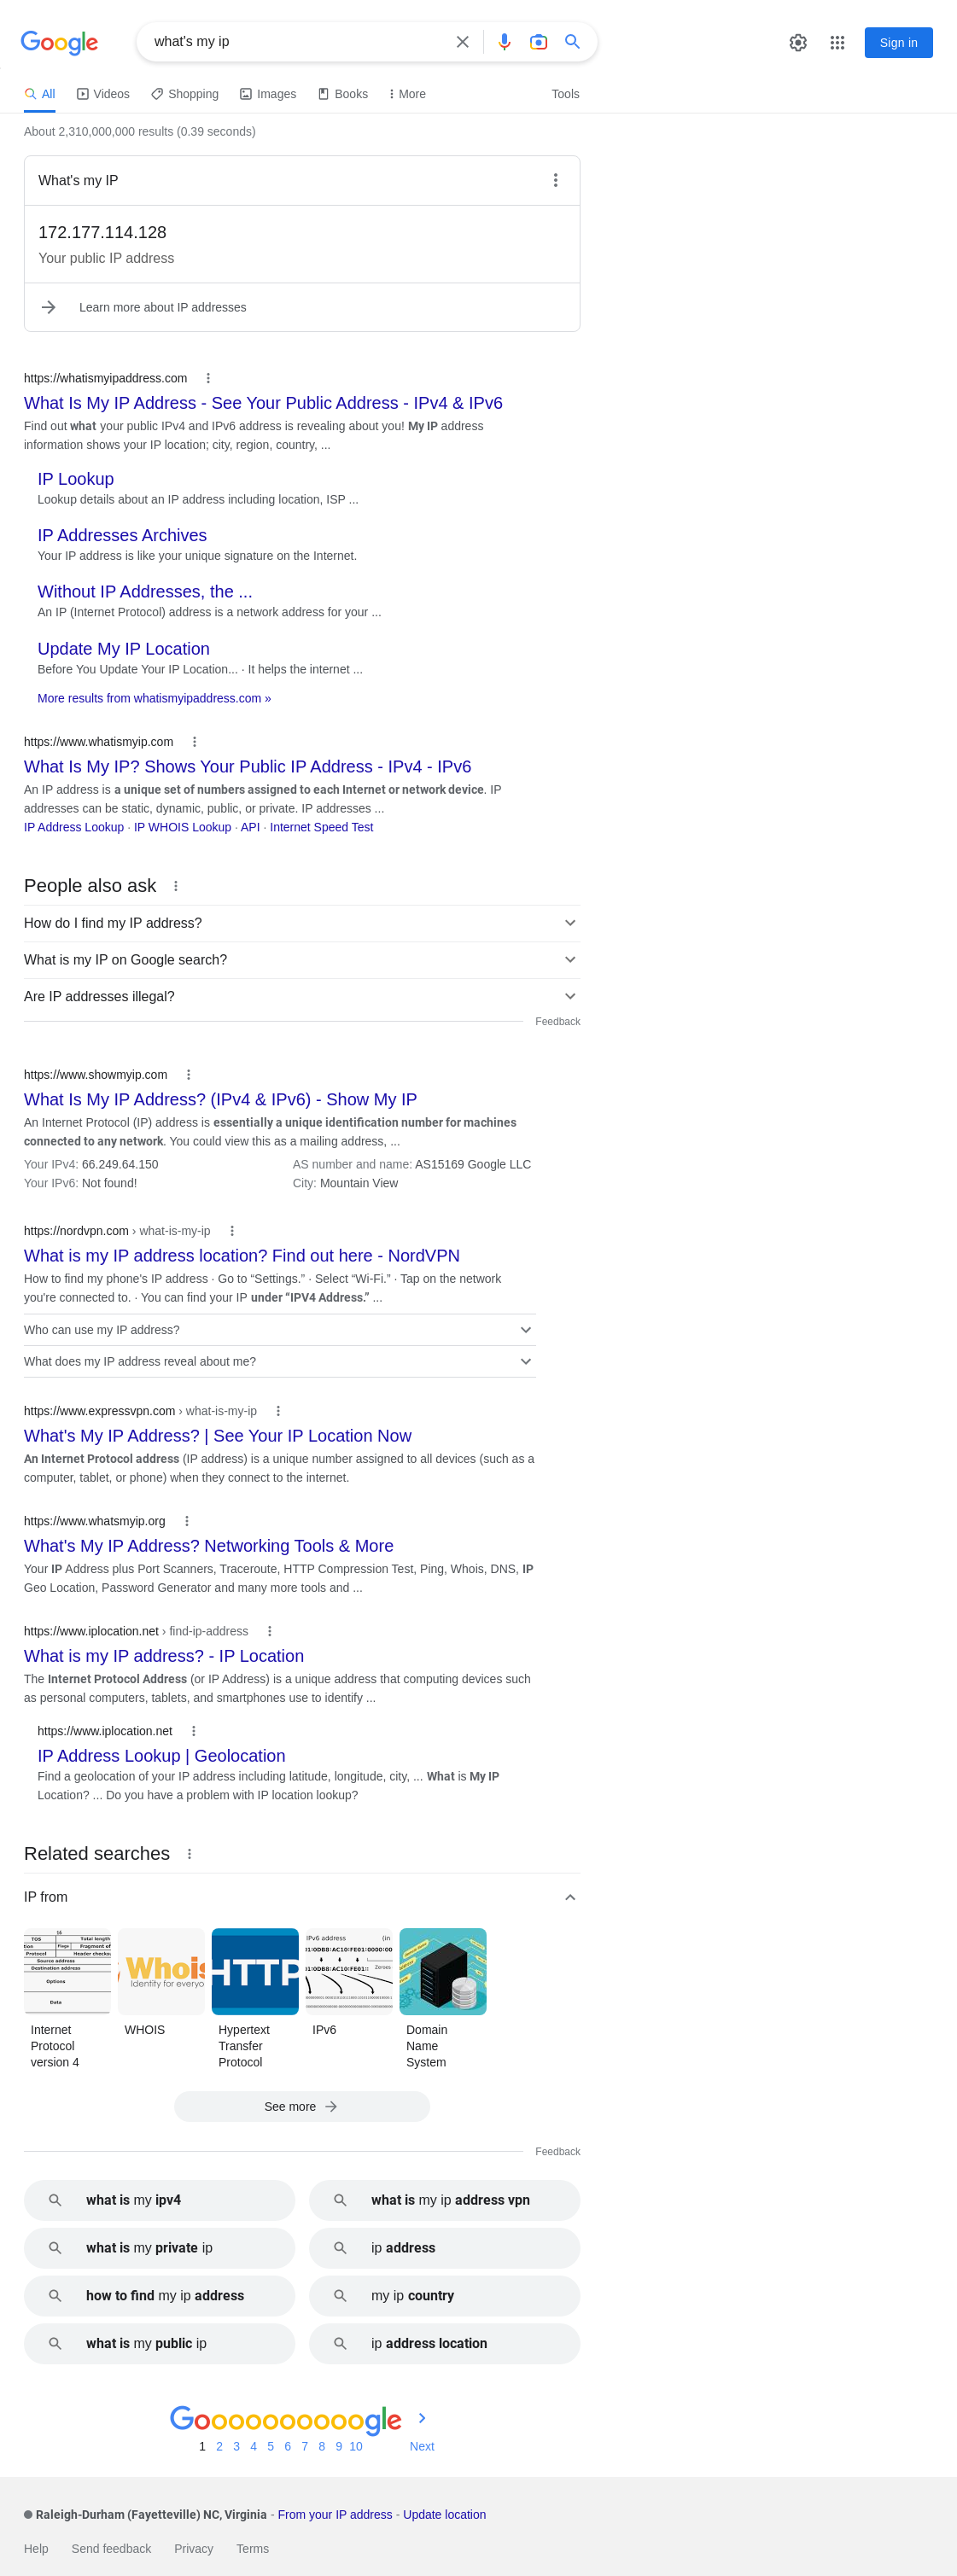 Google
what's my ip
Sign in
All Videos Shopping Images Books More Tools
About 2,310,000,000 results (0.39 seconds)
What's my IP
172.177.114.128
Your public IP address
Learn more about IP addresses
https://whatismyipaddress.com
What Is My IP Address - See Your Public Address - IPv4 & IPv6
Find out what your public IPv4 and IPv6 address is revealing about you! My IP address
information shows your IP location; city, region, country, ...
IP Lookup
Lookup details about an IP address including location, ISP ...
IP Addresses Archives
Your IP address is like your unique signature on the Internet.
Without IP Addresses, the ...
An IP (Internet Protocol) address is a network address for your ...
Update My IP Location
Before You Update Your IP Location... · It helps the internet ...
More results from whatismyipaddress.com »
https://www.whatismyip.com
What Is My IP? Shows Your Public IP Address - IPv4 - IPv6
An IP address is a unique set of numbers assigned to each Internet or network device. IP
addresses can be static, dynamic, public, or private. IP addresses ...
IP Address Lookup · IP WHOIS Lookup · API · Internet Speed Test
People also ask
How do I find my IP address?
What is my IP on Google search?
Are IP addresses illegal?
Feedback
https://www.showmyip.com
What Is My IP Address? (IPv4 & IPv6) - Show My IP
An Internet Protocol (IP) address is essentially a unique identification number for machines
connected to any network. You could view this as a mailing address, ...
Your IPv4: 66.249.64.150 AS number and name: AS15169 Google LLC
Your IPv6: Not found! City: Mountain View
https://nordvpn.com › what-is-my-ip
What is my IP address location? Find out here - NordVPN
How to find my phone's IP address · Go to “Settings.” · Select “Wi-Fi.” · Tap on the network
you're connected to. · You can find your IP under “IPV4 Address.” ...
Who can use my IP address?
What does my IP address reveal about me?
https://www.expressvpn.com › what-is-my-ip
What's My IP Address? | See Your IP Location Now
An Internet Protocol address (IP address) is a unique number assigned to all devices (such as a
computer, tablet, or phone) when they connect to the internet.
https://www.whatsmyip.org
What's My IP Address? Networking Tools & More
Your IP Address plus Port Scanners, Traceroute, HTTP Compression Test, Ping, Whois, DNS, IP
Geo Location, Password Generator and many more tools and ...
https://www.iplocation.net › find-ip-address
What is my IP address? - IP Location
The Internet Protocol Address (or IP Address) is a unique address that computing devices such
as personal computers, tablets, and smartphones use to identify ...
https://www.iplocation.net
IP Address Lookup | Geolocation
Find a geolocation of your IP address including latitude, longitude, city, ... What is My IP
Location? ... Do you have a problem with IP location lookup?
Related searches
IP from
16
TOS Total length
Flags Fragment of
Protocol Header checks
Source address
Destination address
Options
Data
Whois
Identity for everyo
HTTP
IPv6 address (in
Zeroes
Internet
Protocol
version 4
WHOIS
Hypertext
Transfer
Protocol
IPv6
Domain
Name
System
See more
Feedback
what is my ipv4
what is my ip address vpn
what is my private ip
ip address
how to find my ip address
my ip country
what is my public ip
ip address location
Goooooooooogle
1 2 3 4 5 6 7 8 9 10 Next
Raleigh-Durham (Fayetteville) NC, Virginia - From your IP address - Update location
Help Send feedback Privacy Terms